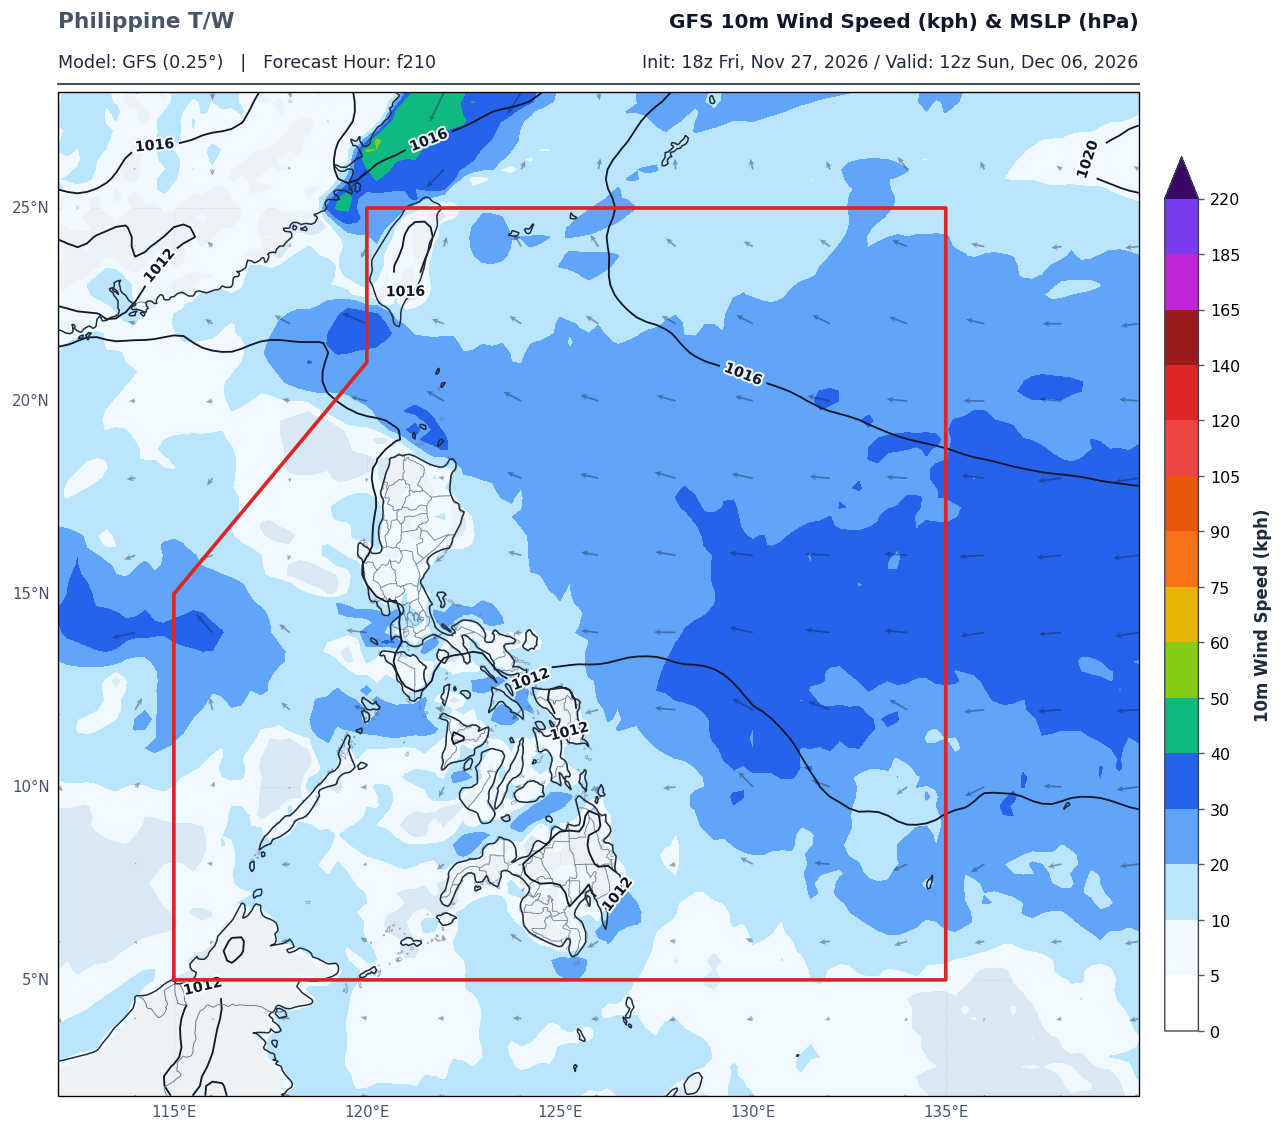 Philippine T/W
GFS 10m Wind Speed (kph) & MSLP (hPa)
Model: GFS (0.25°)   |   Forecast Hour: f210
Init: 18z Fri, Nov 27, 2026 / Valid: 12z Sun, Dec 06, 2026
1016
1016
1020
1012
1016
1016
1012
1012
1012
1012
25°N
20°N
15°N
10°N
5°N
115°E
120°E
125°E
130°E
135°E
220
185
165
140
120
105
90
75
60
50
40
30
20
10
5
0
10m Wind Speed (kph)